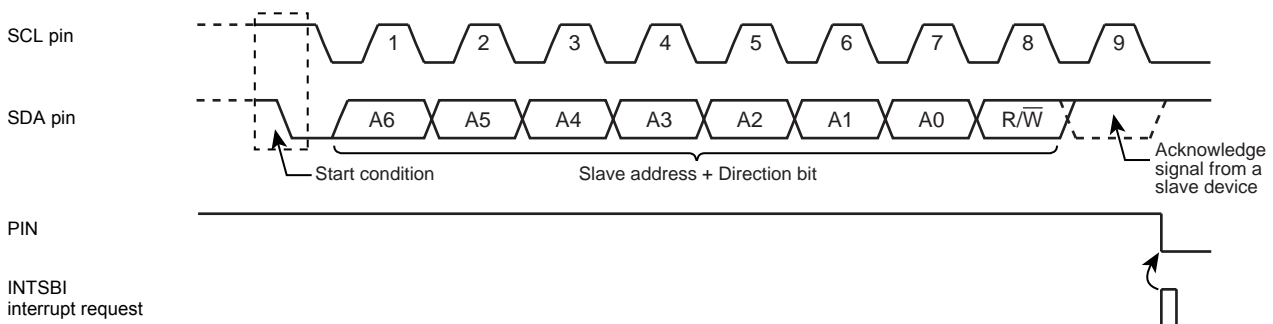 SCL pin
1 2 3 4 5 6 7 8 9
SDA pin
A6 A5 A4 A3 A2 A1 A0 R/W̅
Start condition
Slave address + Direction bit
Acknowledge
signal from a
slave device
PIN
INTSBI
interrupt request